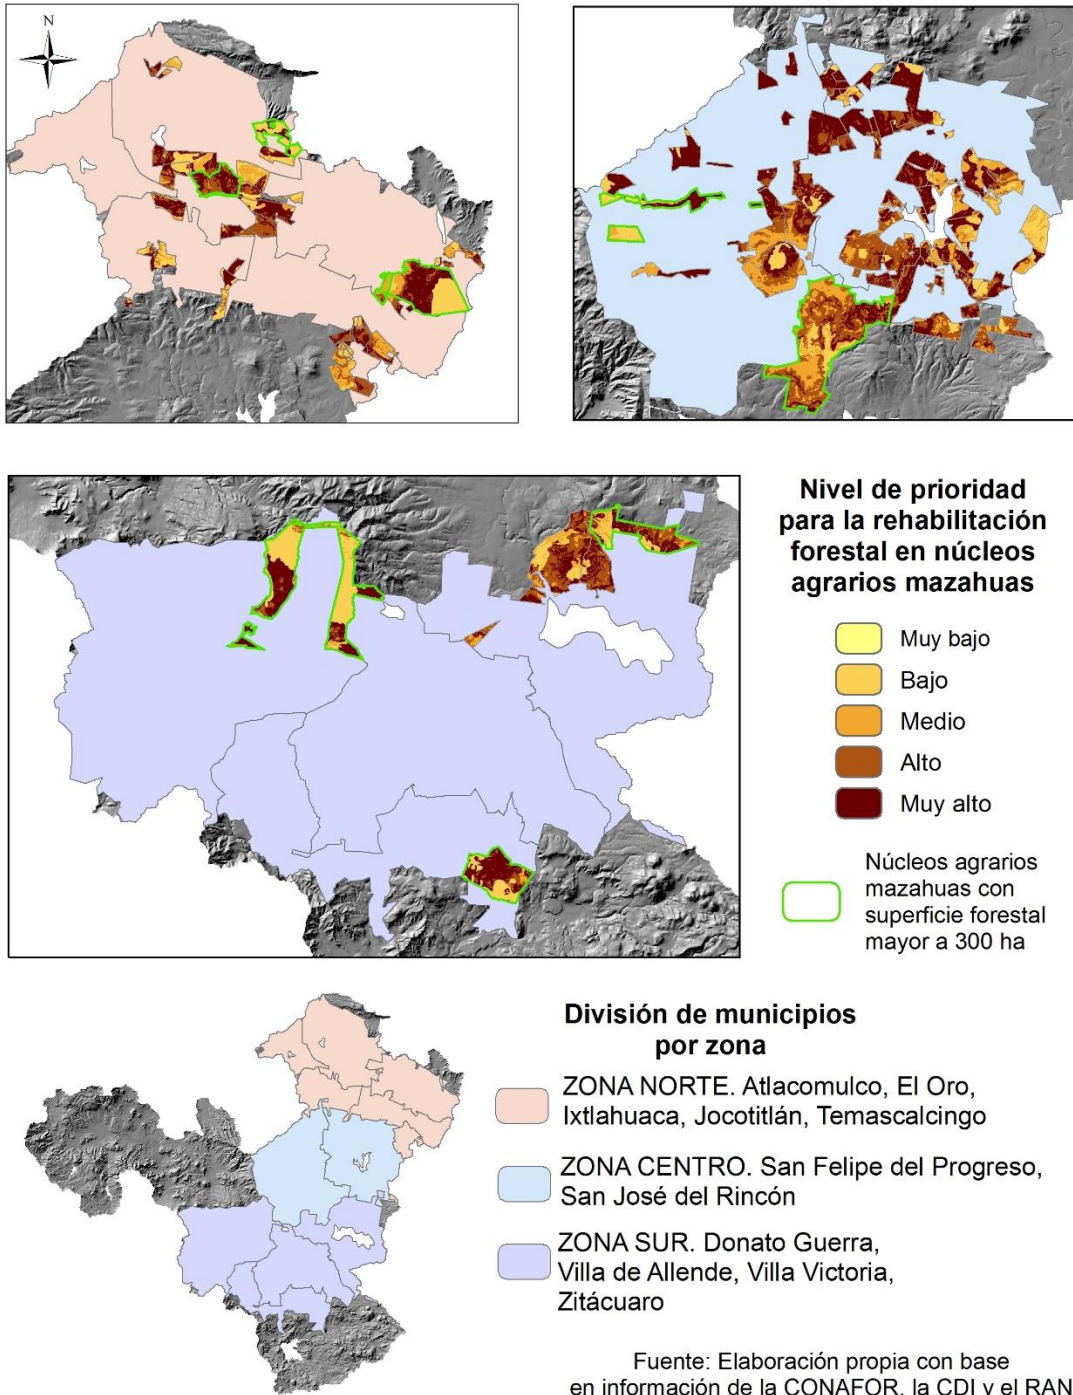 N
Nivel de prioridad
para la rehabilitación
forestal en núcleos
agrarios mazahuas
Muy bajo
Bajo
Medio
Alto
Muy alto
Núcleos agrarios
mazahuas con
superficie forestal
mayor a 300 ha
División de municipios
por zona
ZONA NORTE. Atlacomulco, El Oro,
Ixtlahuaca, Jocotitlán, Temascalcingo
ZONA CENTRO. San Felipe del Progreso,
San José del Rincón
ZONA SUR. Donato Guerra,
Villa de Allende, Villa Victoria,
Zitácuaro
Fuente: Elaboración propia con base
en información de la CONAFOR, la CDI y el RAN